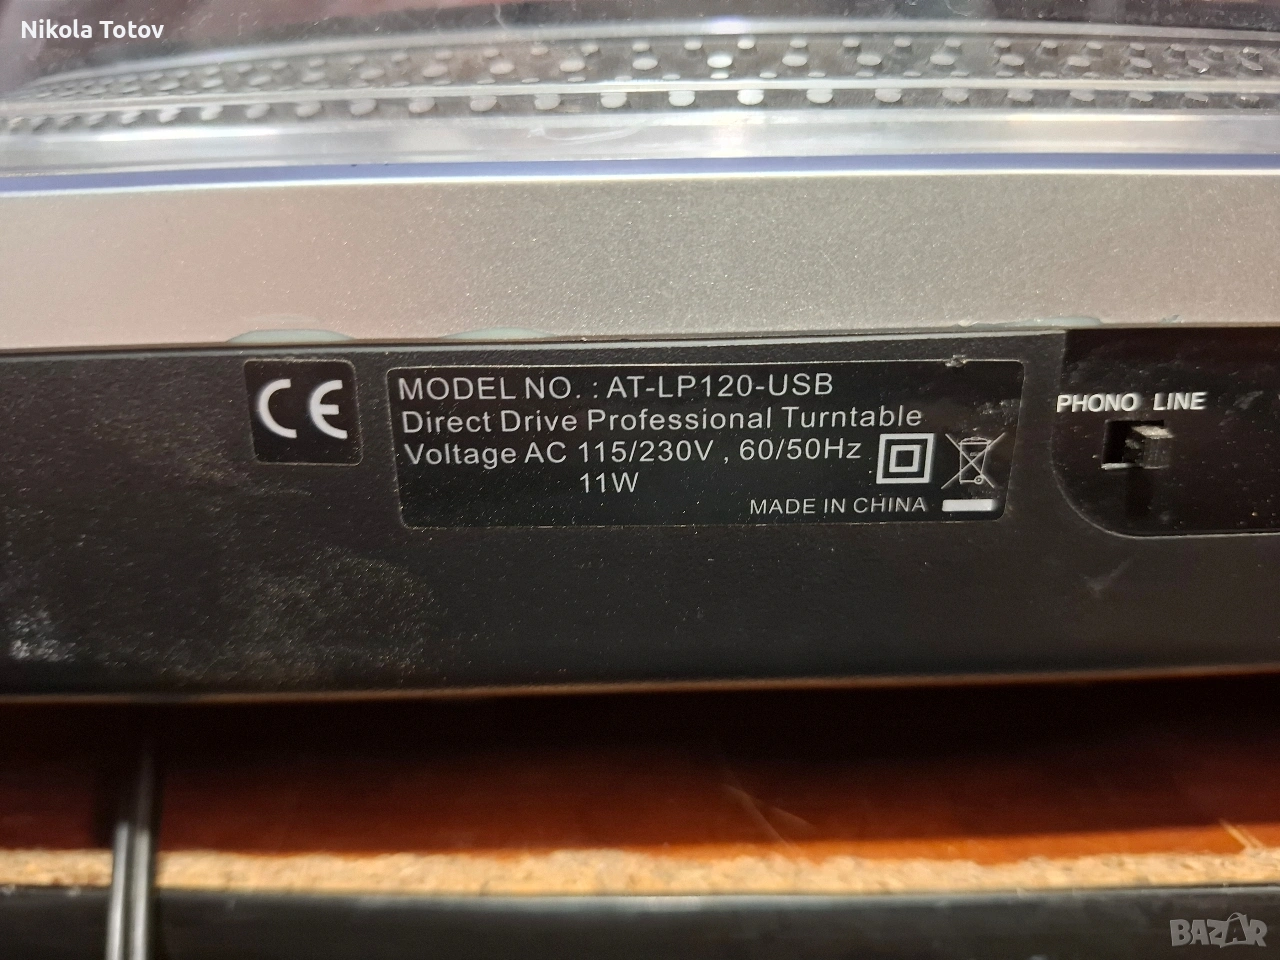 Nikola Totov
CE
MODEL NO. : AT-LP120-USB
Direct Drive Professional Turntable
Voltage AC 115/230V , 60/50Hz
11W
MADE IN CHINA
PHONO LINE
BAZAR